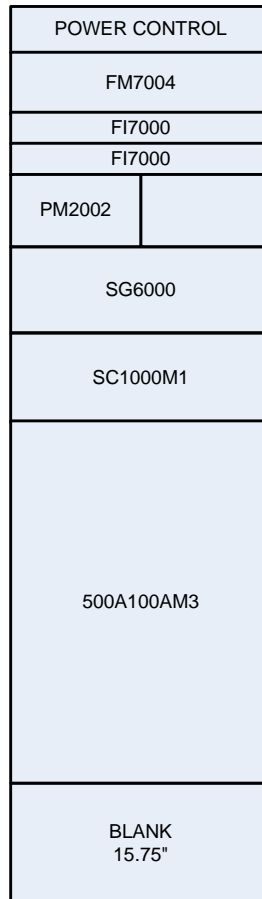 POWER CONTROL
FM7004
FI7000
FI7000
PM2002
SG6000
SC1000M1
500A100AM3
BLANK
15.75"